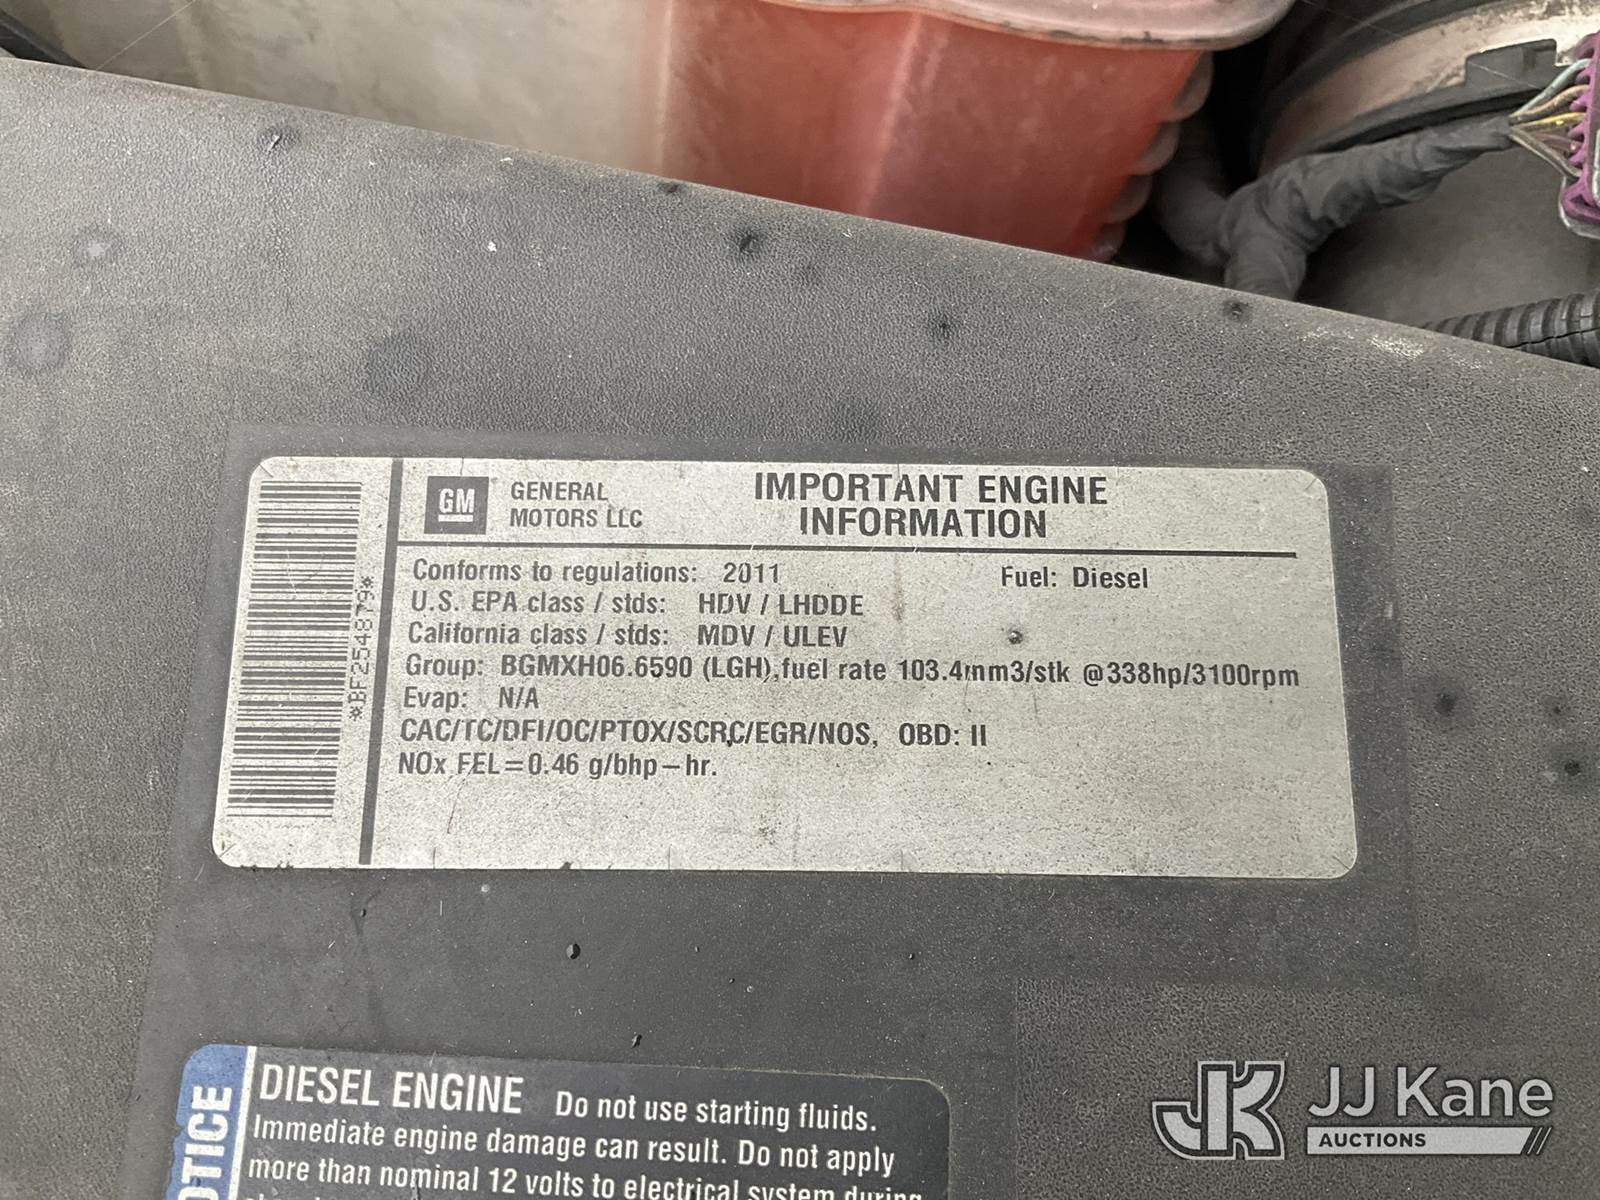 GM GENERAL MOTORS LLC
IMPORTANT ENGINE INFORMATION
Conforms to regulations: 2011 Fuel: Diesel
U.S. EPA class / stds: HDV / LHDDE
California class / stds: MDV / ULEV
Group: BGMXH06.6590 (LGH),fuel rate 103.4mm3/stk @338hp/3100rpm
Evap: N/A
CAC/TC/DFI/OC/PTOX/SCRC/EGR/NOS, OBD: II
NOx FEL=0.46 g/bhp-hr.
*BF254879*
DIESEL ENGINE Do not use starting fluids.
Immediate engine damage can result. Do not apply
more than nominal 12 volts to electrical system during
JK JJ Kane
AUCTIONS